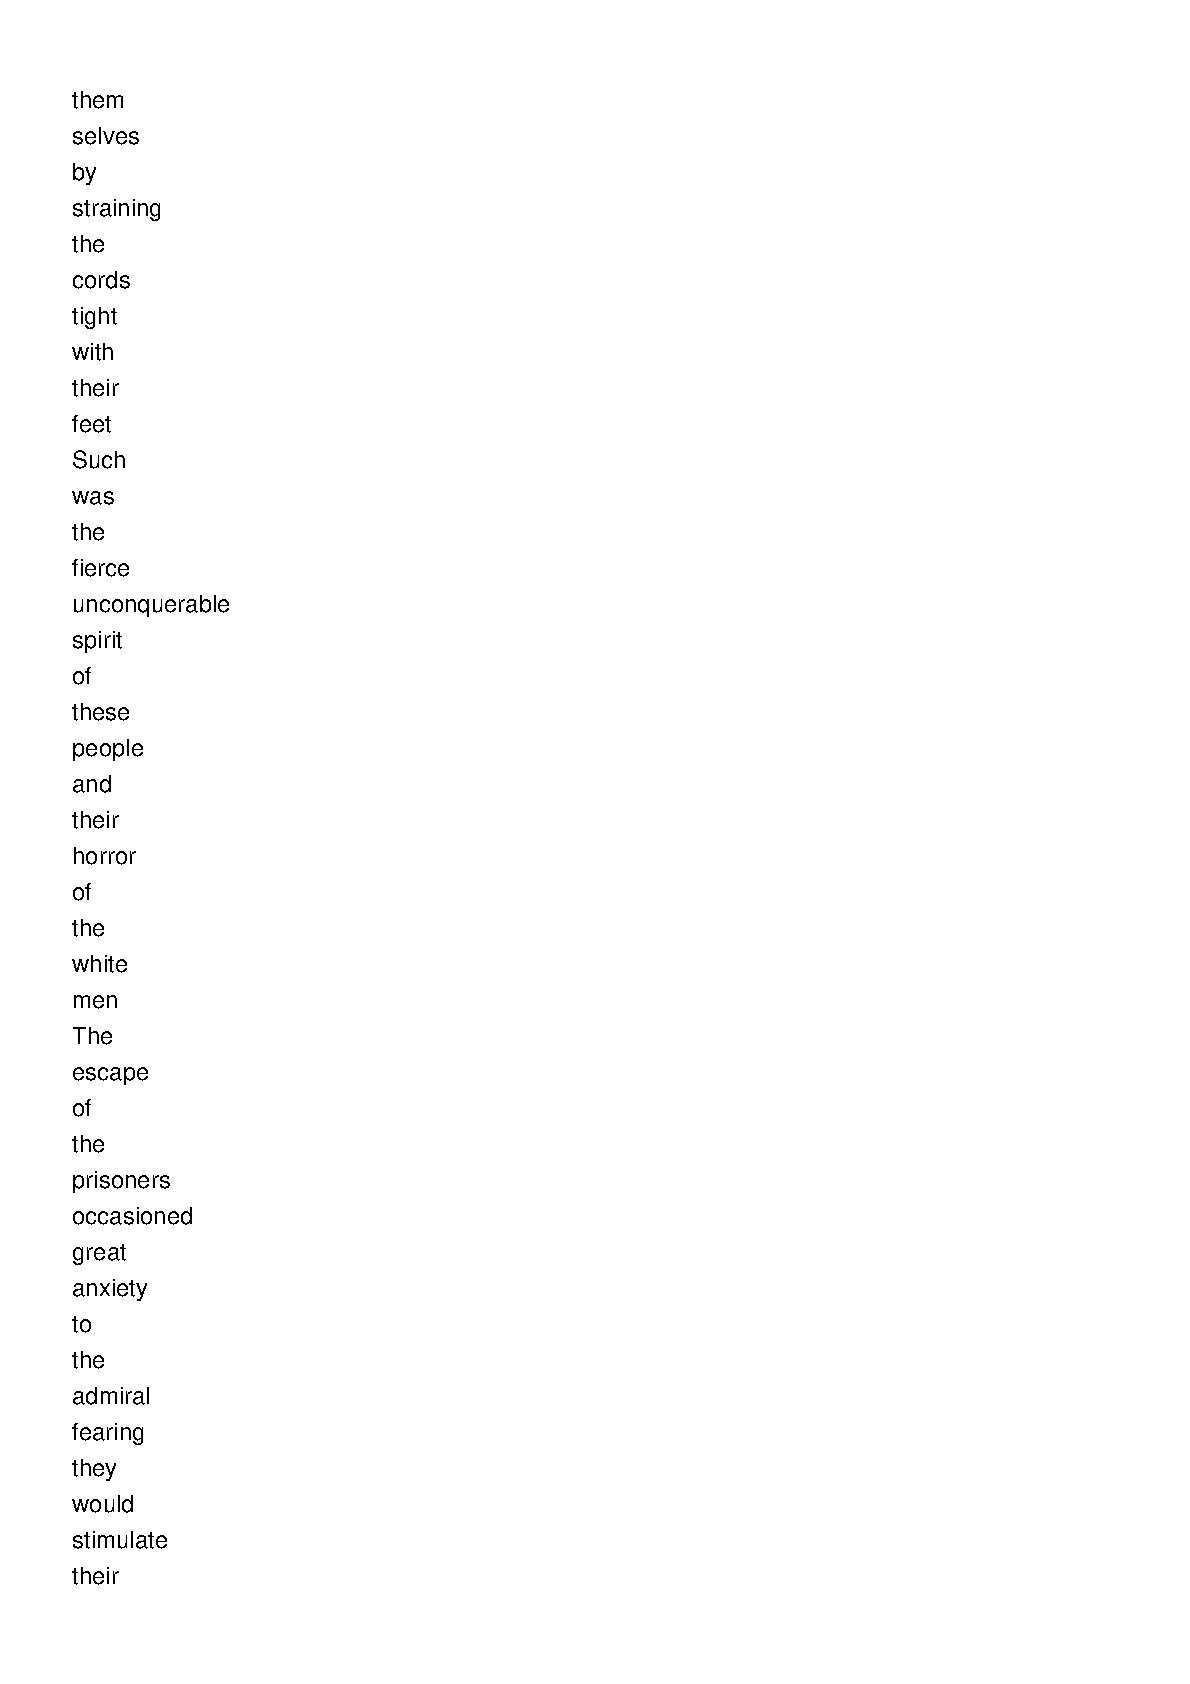 them
selves
by
straining
the
cords
tight
with
their
feet
Such
was
the
fierce
unconquerable
spirit
of
these
people
and
their
horror
of
the
white
men
The
escape
of
the
prisoners
occasioned
great
anxiety
to
the
admiral
fearing
they
would
stimulate
their